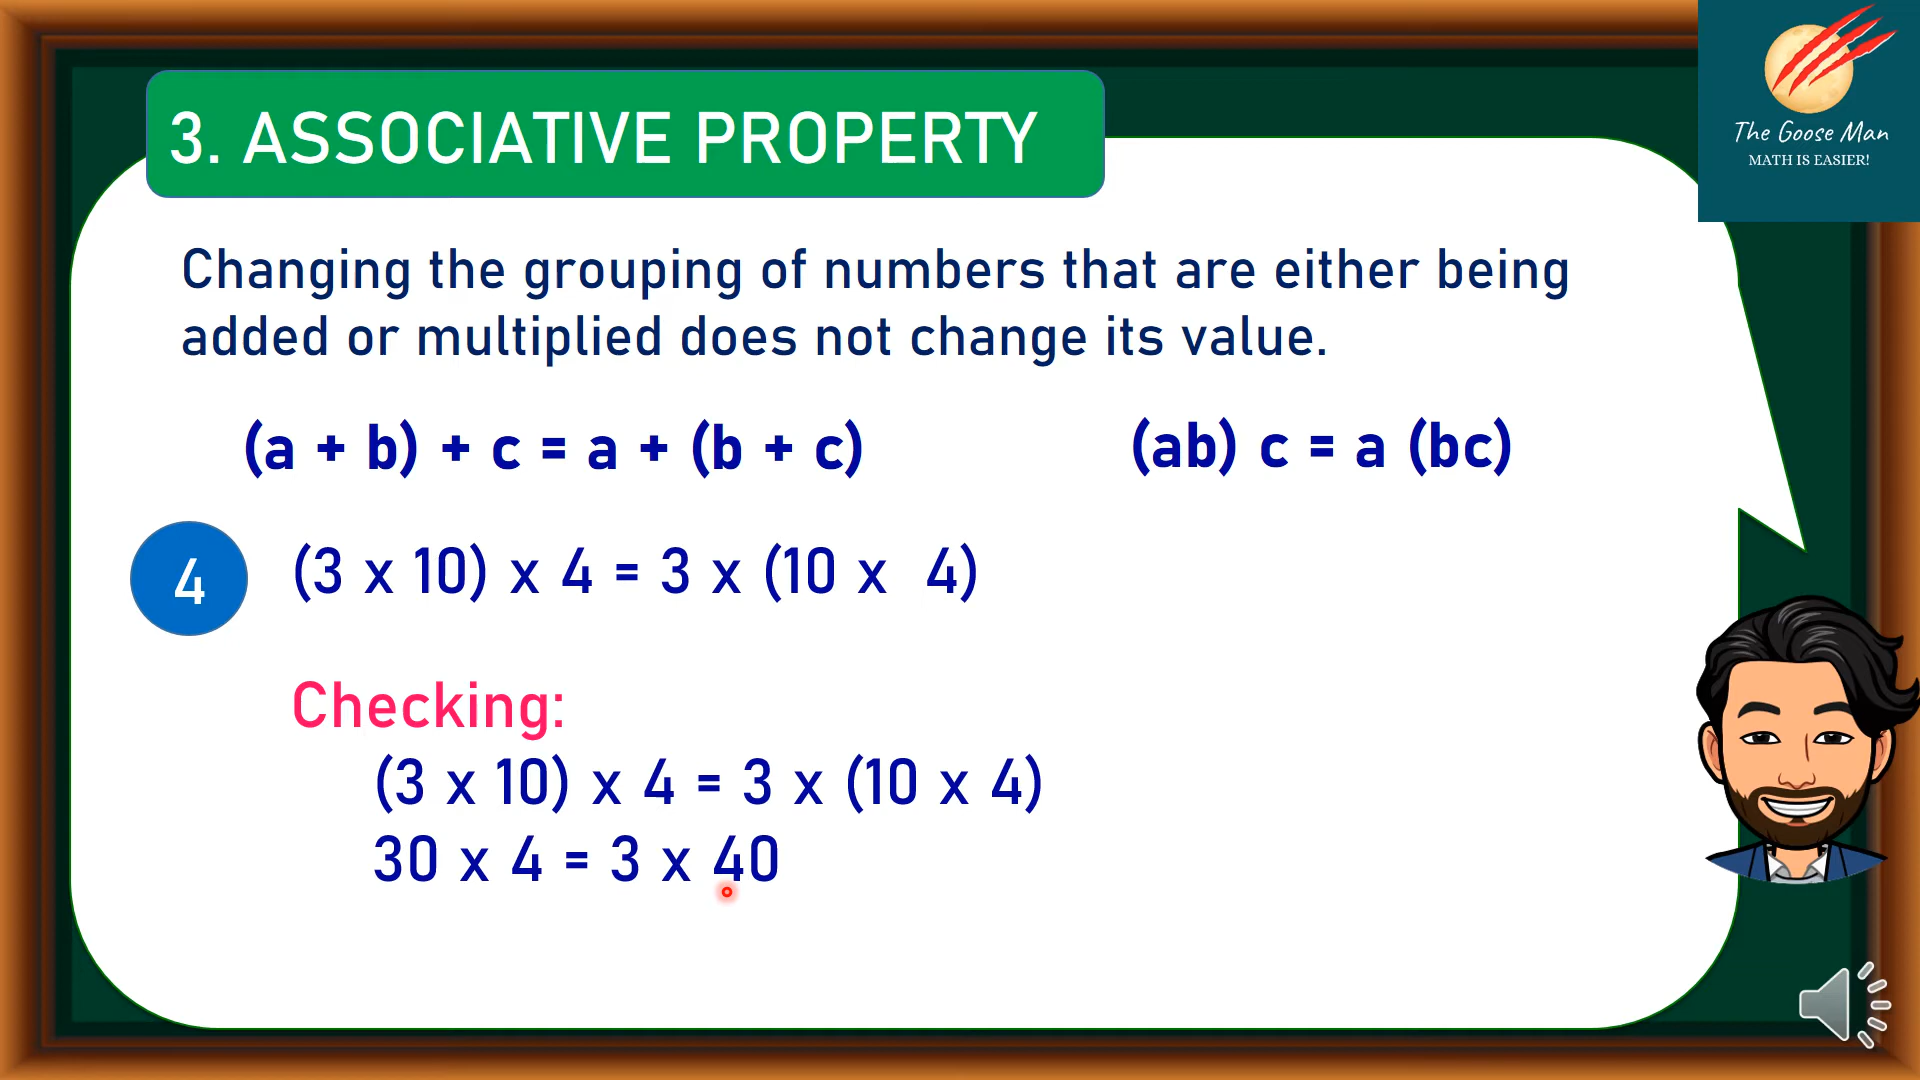 3. ASSOCIATIVE PROPERTY
The Goose Man
MATH IS EASIER!
Changing the grouping of numbers that are either being
added or multiplied does not change its value.
(a + b) + c = a + (b + c)
(ab) c = a (bc)
4
(3 x 10) x 4 = 3 x (10 x 4)
Checking:
(3 x 10) x 4 = 3 x (10 x 4)
30 x 4 = 3 x 40